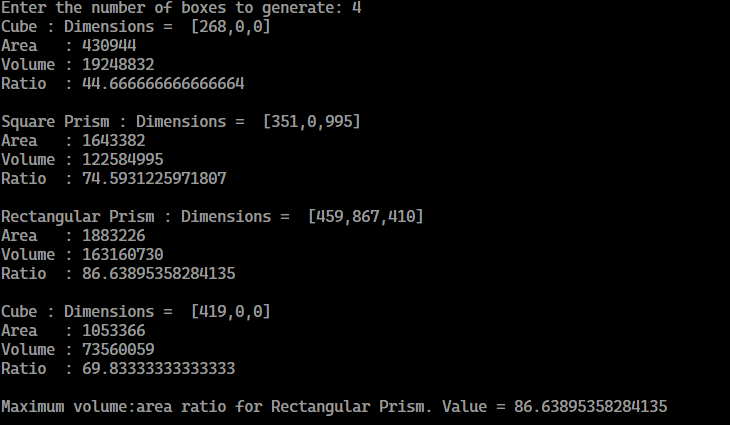 Enter the number of boxes to generate: 4
Cube : Dimensions =  [268,0,0]
Area   : 430944
Volume : 19248832
Ratio  : 44.666666666666664
Square Prism : Dimensions =  [351,0,995]
Area   : 1643382
Volume : 122584995
Ratio  : 74.5931225971807
Rectangular Prism : Dimensions =  [459,867,410]
Area   : 1883226
Volume : 163160730
Ratio  : 86.63895358284135
Cube : Dimensions =  [419,0,0]
Area   : 1053366
Volume : 73560059
Ratio  : 69.83333333333333
Maximum volume:area ratio for Rectangular Prism. Value = 86.63895358284135